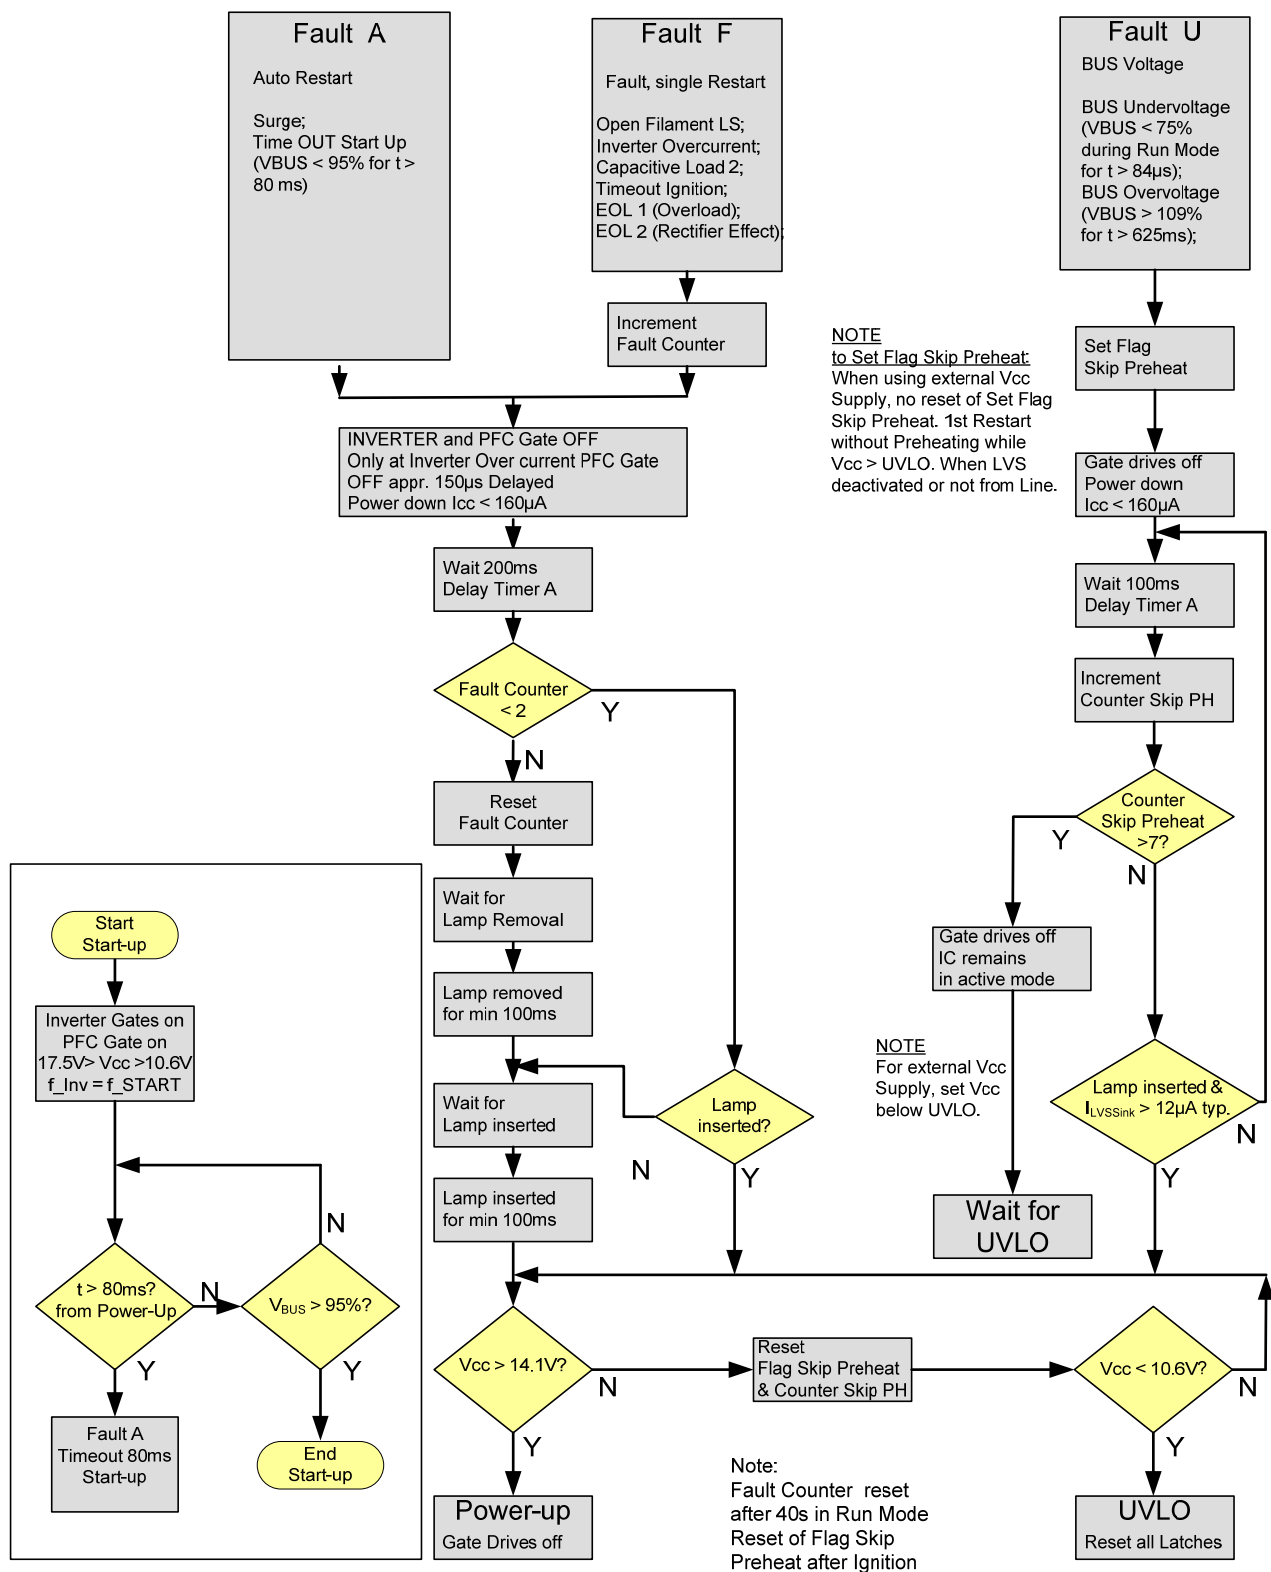 Fault A
Auto Restart
Surge;
Time OUT Start Up
(VBUS < 95% for t >
80 ms)
Fault F
Fault, single Restart
Open Filament LS;
Inverter Overcurrent;
Capacitive Load 2;
Timeout Ignition;
EOL 1 (Overload);
EOL 2 (Rectifier Effect);
Increment
Fault Counter
Fault U
BUS Voltage
BUS Undervoltage
(VBUS < 75%
during Run Mode
for t > 84µs);
BUS Overvoltage
(VBUS > 109%
for t > 625ms);
NOTE
to Set Flag Skip Preheat:
When using external Vcc
Supply, no reset of Set Flag
Skip Preheat. 1st Restart
without Preheating while
Vcc > UVLO. When LVS
deactivated or not from Line.
Set Flag
Skip Preheat
INVERTER and PFC Gate OFF
Only at Inverter Over current PFC Gate
OFF appr. 150µs Delayed
Power down Icc < 160µA
Gate drives off
Power down
Icc < 160µA
Wait 200ms
Delay Timer A
Wait 100ms
Delay Timer A
Fault Counter
< 2
Y
N
Increment
Counter Skip PH
Reset
Fault Counter
Counter
Skip Preheat
>7?
Y
N
Wait for
Lamp Removal
Lamp removed
for min 100ms
Gate drives off
IC remains
in active mode
NOTE
For external Vcc
Supply, set Vcc
below UVLO.
Wait for
Lamp inserted
Lamp
inserted?
N
Y
Lamp inserted &
ILVSSink > 12µA typ.
N
Y
Lamp inserted
for min 100ms
Wait for
UVLO
Start
Start-up
Inverter Gates on
PFC Gate on
17.5V> Vcc >10.6V
f_Inv = f_START
N
t > 80ms?
from Power-Up
N
VBUS > 95%?
Y
Y
Fault A
Timeout 80ms
Start-up
End
Start-up
Vcc > 14.1V?
N
Y
Reset
Flag Skip Preheat
& Counter Skip PH
Vcc < 10.6V?
N
Y
Power-up
Gate Drives off
Note:
Fault Counter reset
after 40s in Run Mode
Reset of Flag Skip
Preheat after Ignition
UVLO
Reset all Latches